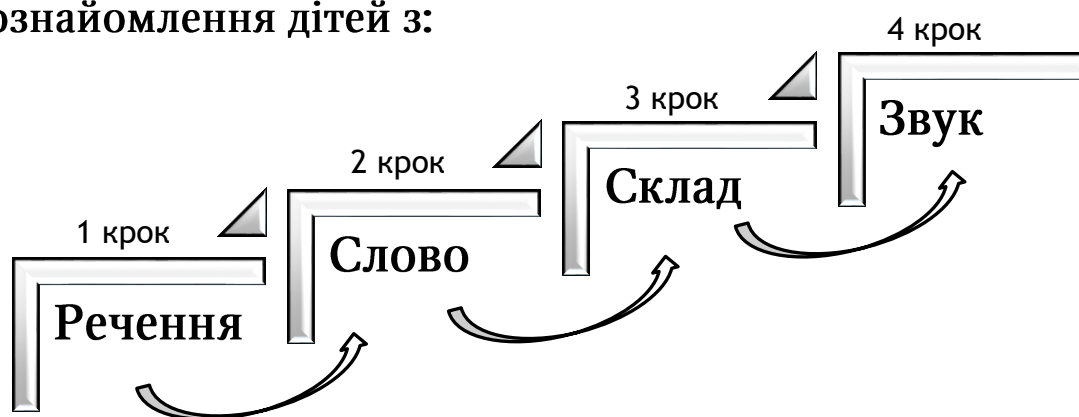 ознайомлення дітей з:
4 крок
Звук
3 крок
Склад
2 крок
Слово
1 крок
Речення